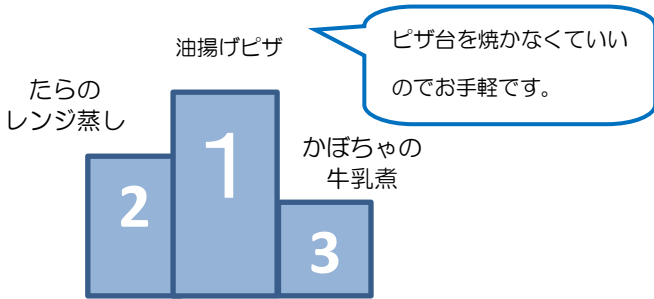 油揚げピザ
ピザ台を焼かなくていい
のでお手軽です。
たらの
レンジ蒸し
かぼちゃの
牛乳煮
1
2
3